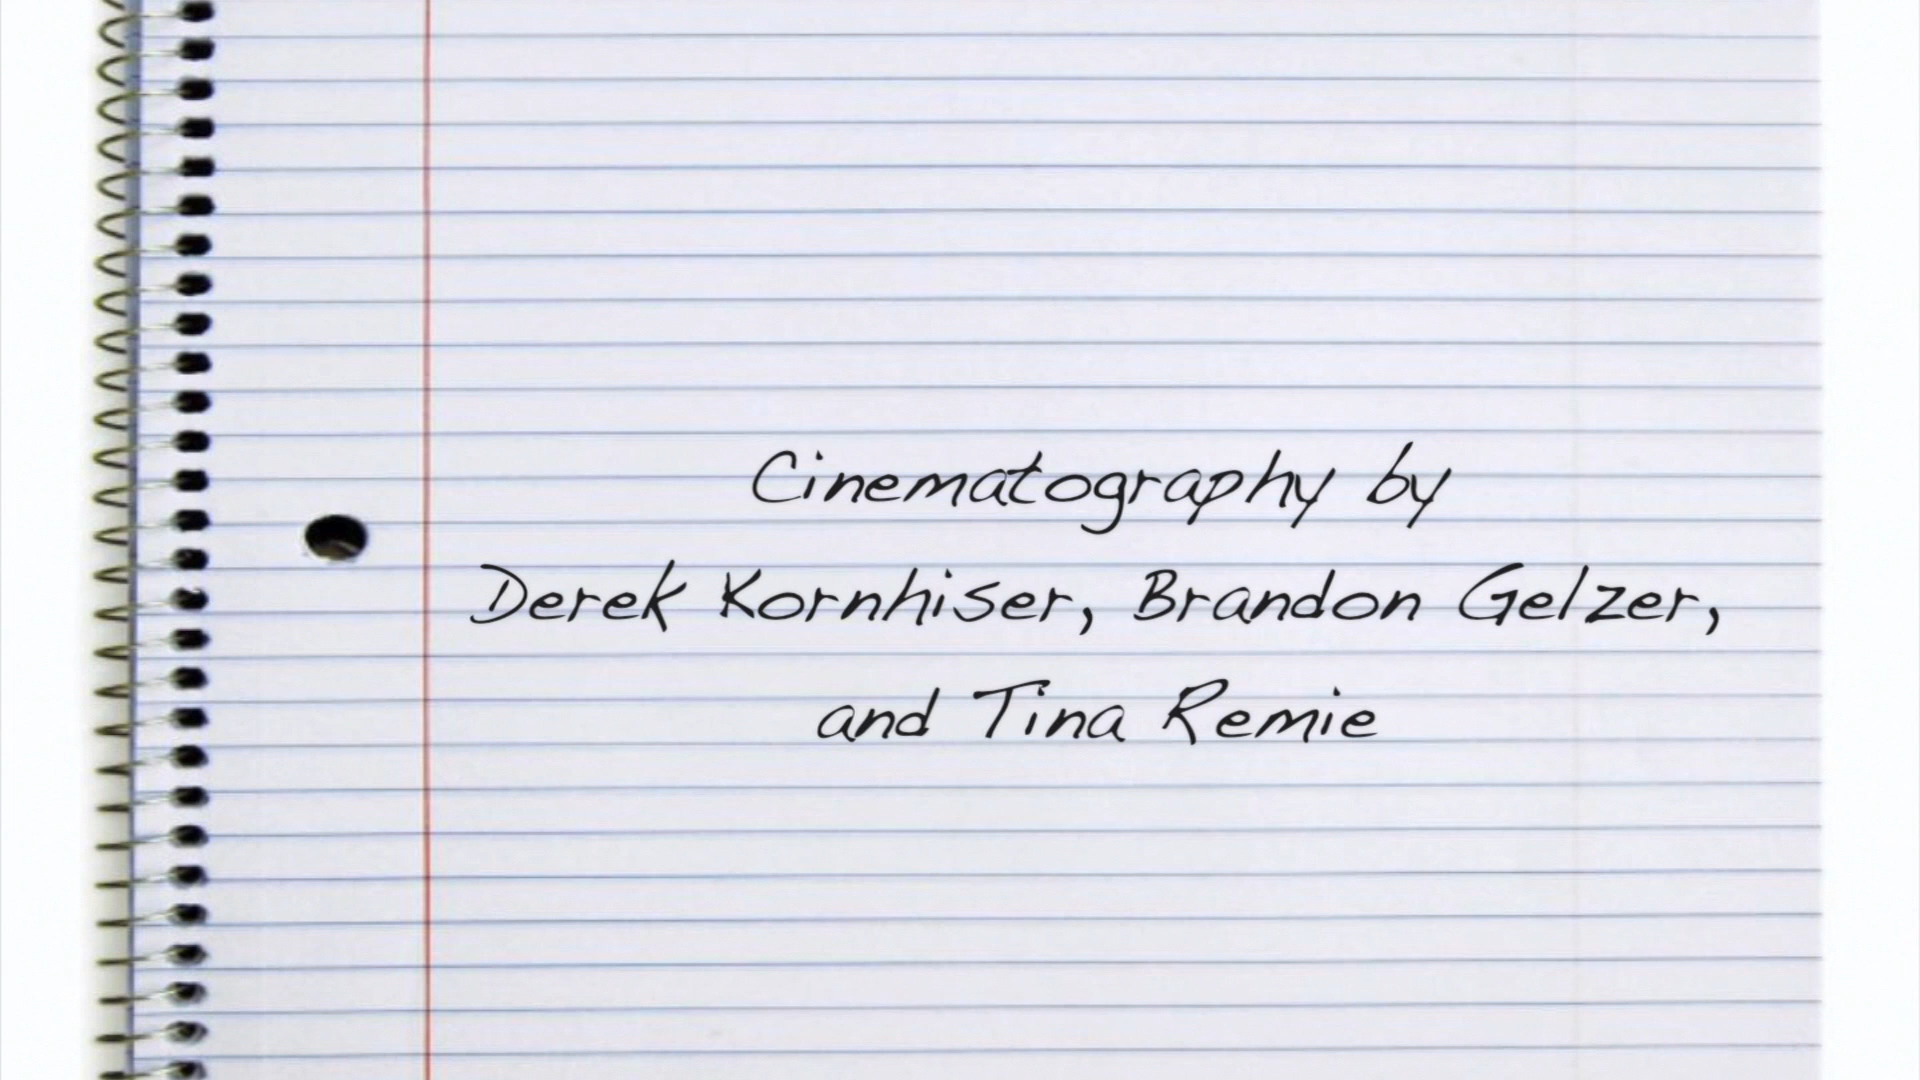 Cinematography by
Derek Kornhiser, Brandon Gelzer,
and Tina Remie